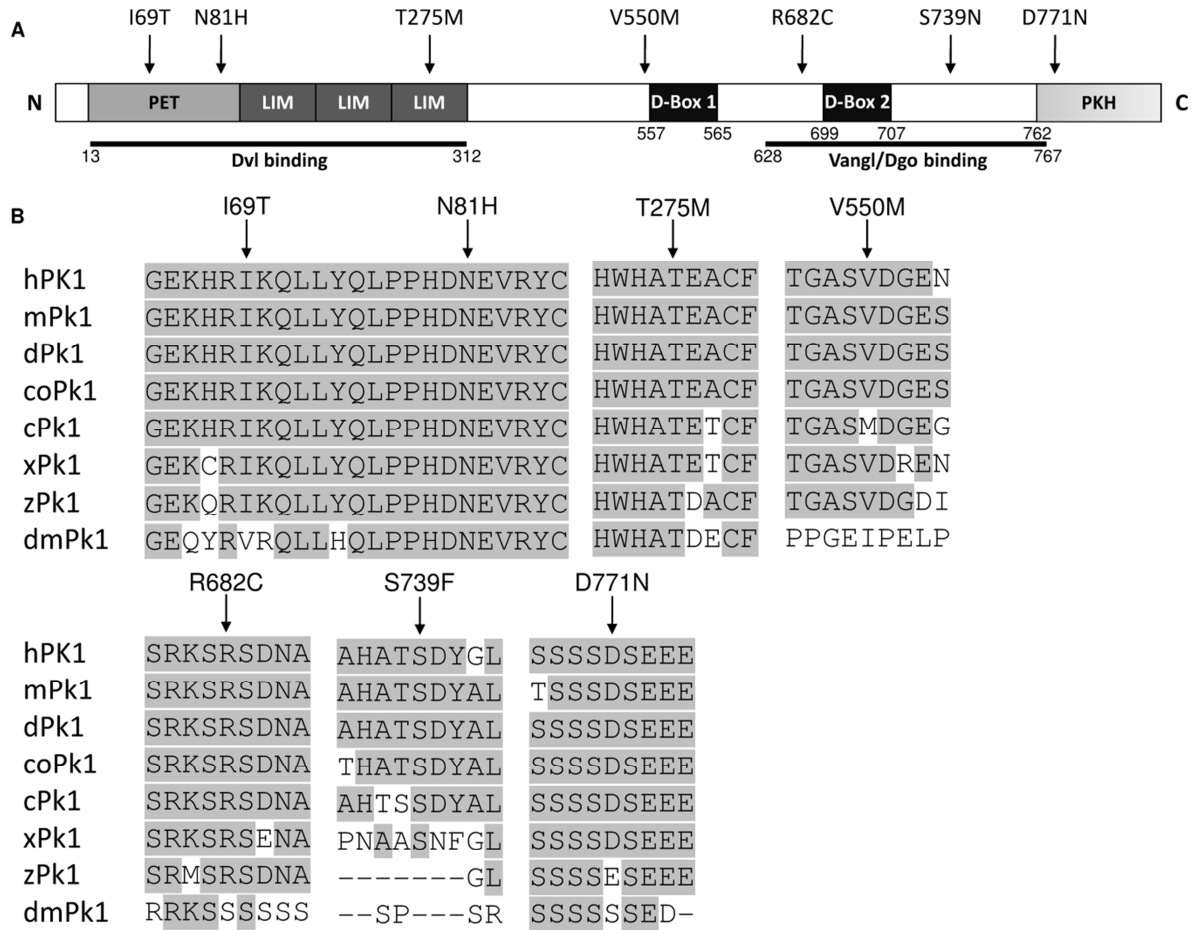 A
I69T N81H T275M V550M R682C S739N D771N
N PET LIM LIM LIM D-Box 1 D-Box 2 PKH C
557 565 699 707 762
13 Dvl binding 312 628 Vangl/Dgo binding 767
B
I69T N81H T275M V550M
hPK1 GEKHRIKQLLYQLPPHDNEVRYC HWHATEACF TGASVDGEN
mPk1 GEKHRIKQLLYQLPPHDNEVRYC HWHATEACF TGASVDGES
dPk1 GEKHRIKQLLYQLPPHDNEVRYC HWHATEACF TGASVDGES
coPk1 GEKHRIKQLLYQLPPHDNEVRYC HWHATEACF TGASVDGES
cPk1 GEKHRIKQLLYQLPPHDNEVRYC HWHATETCF TGASMDGEG
xPk1 GEKCRIKQLLYQLPPHDNEVRYC HWHATETCF TGASVDREN
zPk1 GEKQRIKQLLYQLPPHDNEVRYC HWHATDACF TGASVDGDI
dmPk1 GEQYRVRQLLHQLPPHDNEVRYC HWHATDECF PPGEIPELP
R682C S739F D771N
hPK1 SRKSRSDNA AHATSDYGL SSSSDSEEE
mPk1 SRKSRSDNA AHATSDYAL TSSSDSEEE
dPk1 SRKSRSDNA AHATSDYAL SSSSDSEEE
coPk1 SRKSRSDNA THATSDYAL SSSSDSEEE
cPk1 SRKSRSDNA AHTSSDYAL SSSSDSEEE
xPk1 SRKSRSENA PNAASNFGL SSSSDSEEE
zPk1 SRMSRSDNA -------GL SSSSESEEE
dmPk1 RRKSSSSSS --SP---SR SSSSSSED-